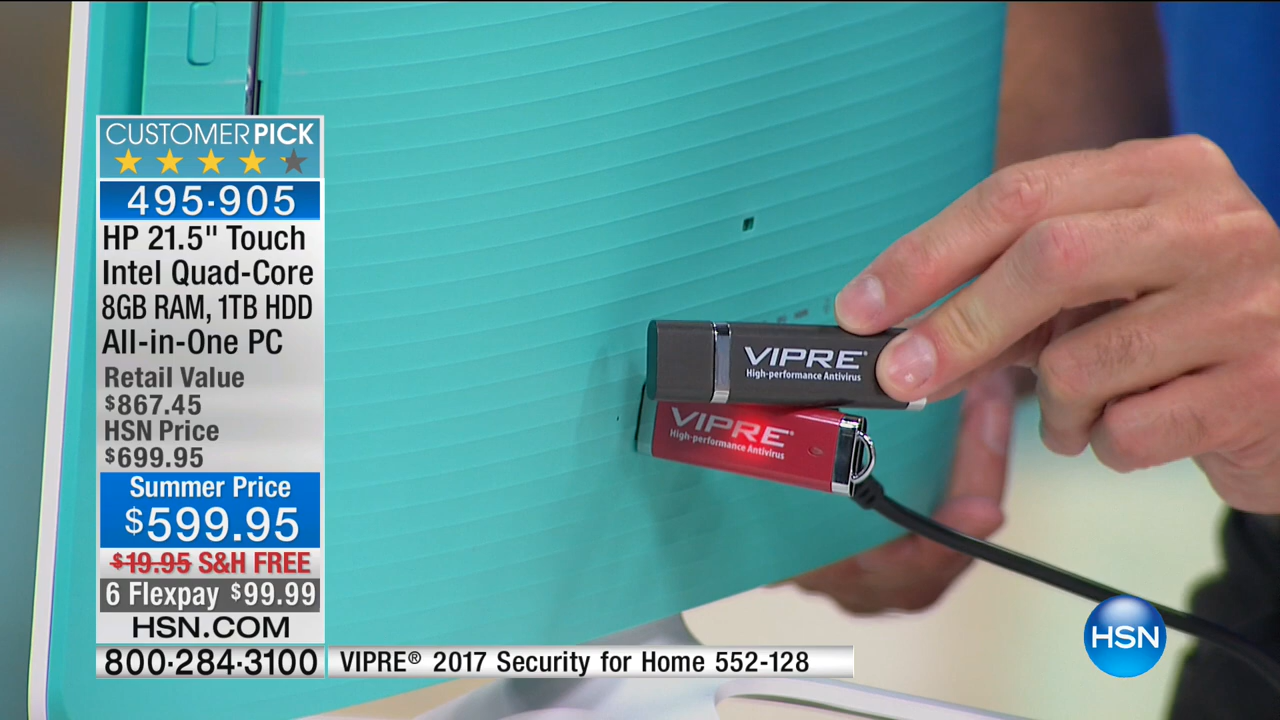 CUSTOMERPICK
495-905
HP 21.5" Touch
Intel Quad-Core
8GB RAM, 1TB HDD
All-in-One PC
Retail Value
$867.45
HSN Price
$699.95
Summer Price
$599.95
$19.95 S&H FREE
6 Flexpay $99.99
HSN.COM
800·284·3100
VIPRE® 2017 Security for Home 552-128
VIPRE®
High-performance Antivirus
VIPRE®
High-performance Antivirus
HSN